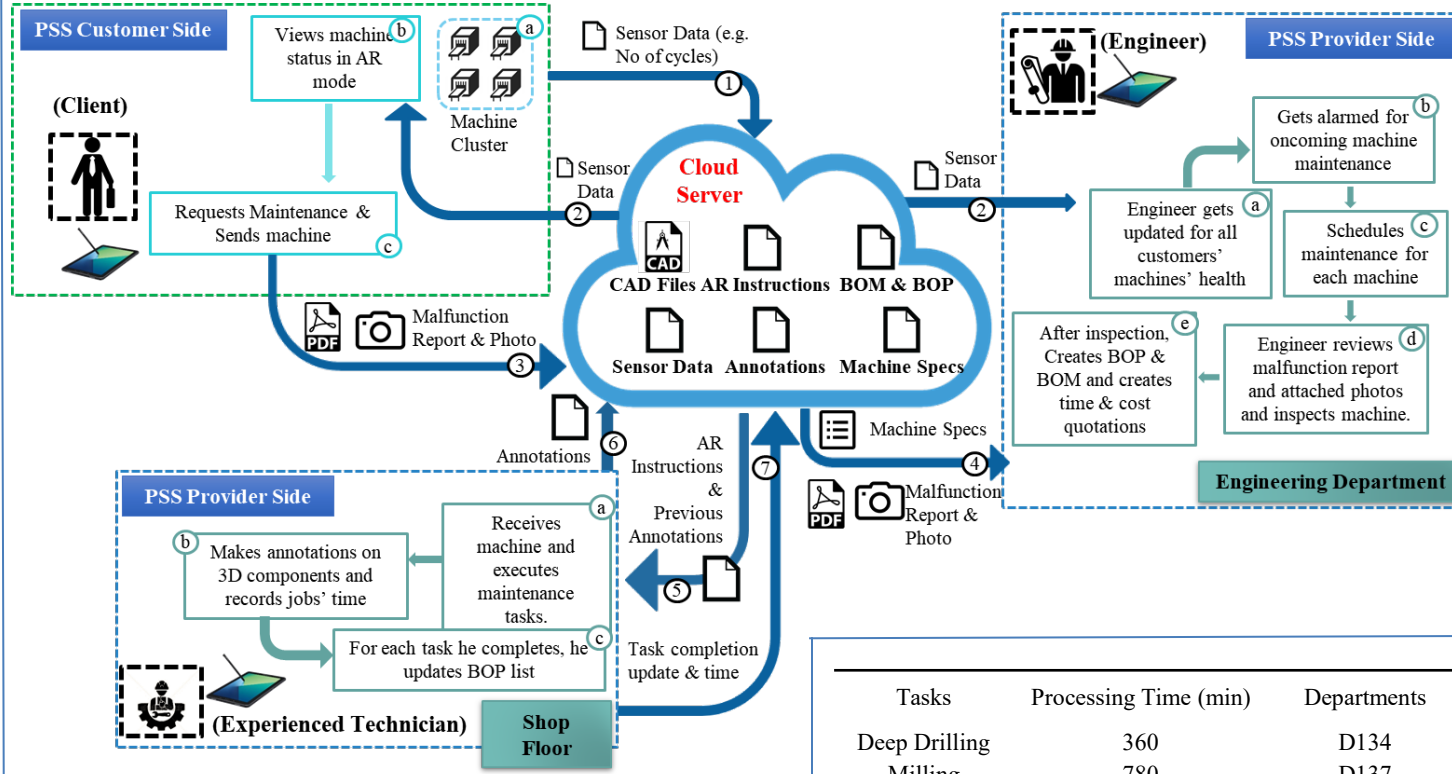 PSS Customer Side
Views machine
status in AR
mode
b
a
Machine
Cluster
(Client)
Requests Maintenance &
Sends machine
c
Sensor Data (e.g.
No of cycles)
1
Sensor
Data
2
Cloud
Server
CAD
CAD Files
AR Instructions
BOM & BOP
Sensor Data
Annotations
Machine Specs
Sensor
Data
2
PDF
Malfunction
Report & Photo
3
(Engineer)
PSS Provider Side
Engineer gets
updated for all
customers'
machines' health
a
Gets alarmed for
oncoming machine
maintenance
b
Schedules
maintenance for
each machine
c
Engineer reviews
malfunction report
and attached photos
and inspects machine.
d
After inspection,
Creates BOP &
BOM and creates
time & cost
quotations
e
Engineering Department
Machine Specs
4
PDF
Malfunction
Report &
Photo
AR
Instructions
&
Previous
Annotations
5
Annotations
6
7
Task completion
update & time
PSS Provider Side
Receives
machine and
executes
maintenance
tasks.
a
Makes annotations on
3D components and
records jobs' time
b
For each task he completes, he
updates BOP list
c
(Experienced Technician)
Shop
Floor
Tasks Processing Time (min) Departments
Deep Drilling 360 D134
Milling 780 D137